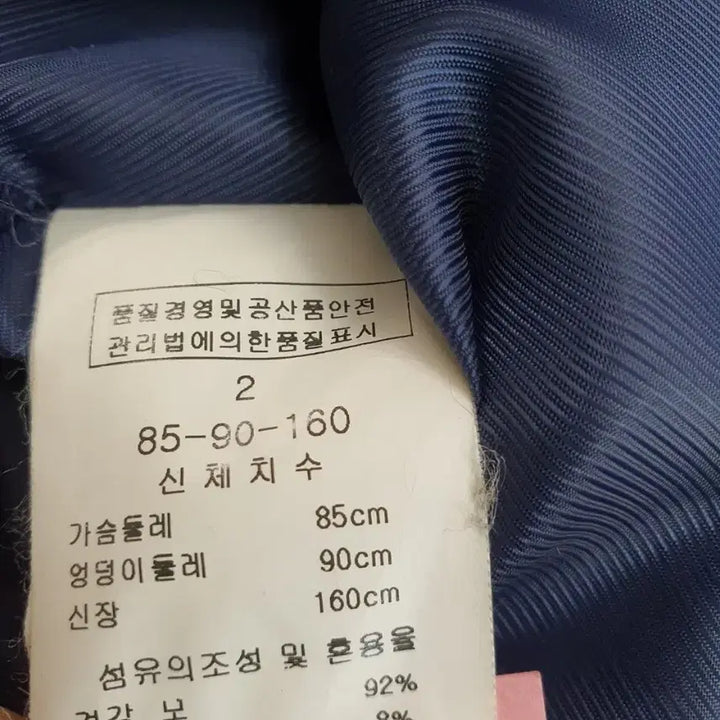 품질경영및공산품안전
관리법에의한품질표시
2
85-90-160
신 체 치 수
가슴둘레 85cm
엉덩이둘레 90cm
신장 160cm
섬유의조성 및 혼용율
92%
8%